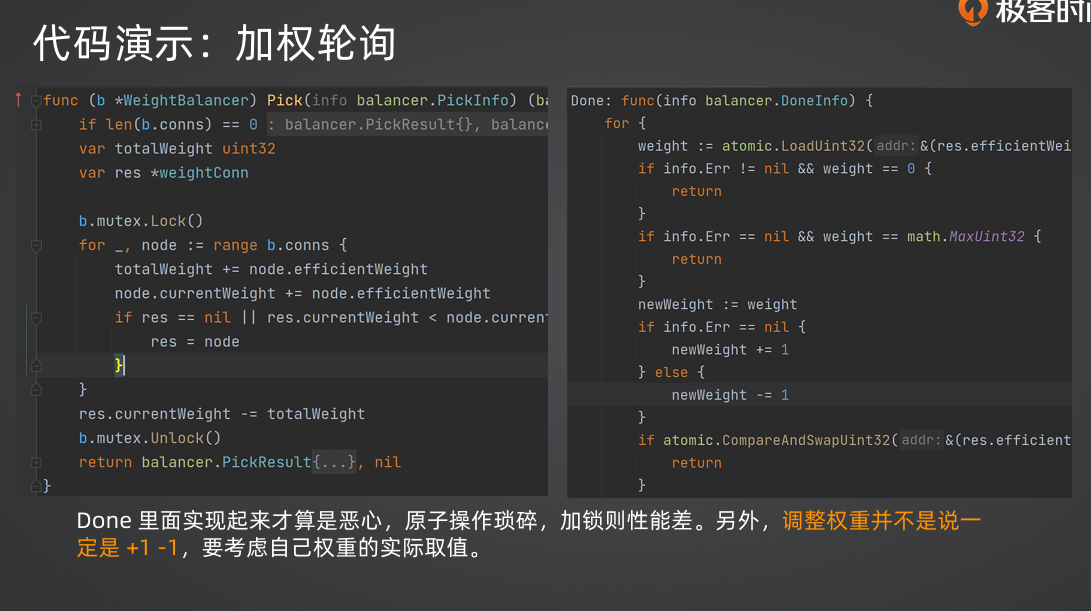 代码演示：加权轮询
极客时
func (b *WeightBalancer) Pick(info balancer.PickInfo) (ba
if len(b.conns) == 0 : balancer.PickResult{}, balance
var totalWeight uint32
var res *weightConn
b.mutex.Lock()
for _, node := range b.conns {
totalWeight += node.efficientWeight
node.currentWeight += node.efficientWeight
if res == nil || res.currentWeight < node.curren
res = node
}
}
res.currentWeight -= totalWeight
b.mutex.Unlock()
return balancer.PickResult{...}, nil
}
Done: func(info balancer.DoneInfo) {
for {
weight := atomic.LoadUint32( addr: &(res.efficientWei
if info.Err != nil && weight == 0 {
return
}
if info.Err == nil && weight == math.MaxUint32 {
return
}
newWeight := weight
if info.Err == nil {
newWeight += 1
} else {
newWeight -= 1
}
if atomic.CompareAndSwapUint32( addr: &(res.efficient
return
}
Done 里面实现起来才算是恶心，原子操作琐碎，加锁则性能差。另外，调整权重并不是说一
定是 +1 -1，要考虑自己权重的实际取值。